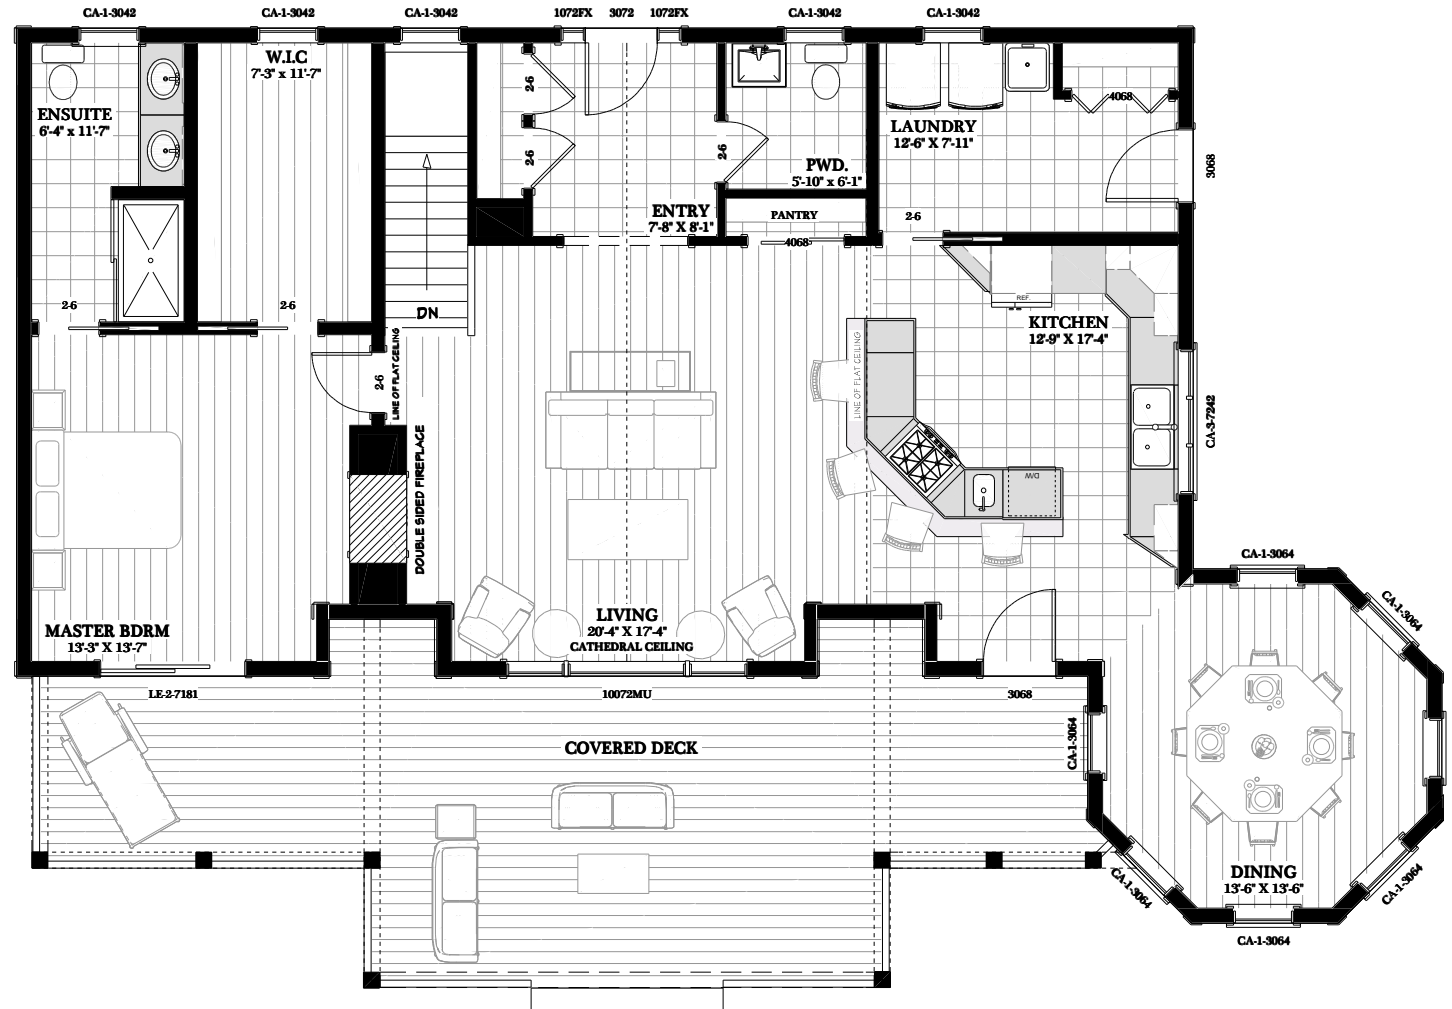 CA-1-3042
CA-1-3042
CA-1-3042
1072FX
3072
1072FX
CA-1-3042
CA-1-3042
W.I.C
7'-3" x 11'-7"
ENSUITE
6'-4" x 11'-7"
2-6
2-6
2-6
4068
LAUNDRY
12'-6" X 7'-11"
3068
PWD.
5'-10" x 6'-1"
ENTRY
7'-8" X 8'-1"
PANTRY
4068
2-6
REF.
2-6
2-6
DN
KITCHEN
12'-9" X 17'-4"
LINE OF FLAT CEILING
2-6
LINE OF FLAT CEILING
CA-3-7242
DOUBLE SIDED FIREPLACE
D/W
CA-1-3064
CA-1-3064
MASTER BDRM
13'-3" X 13'-7"
LIVING
20'-4" X 17'-4"
CATHEDRAL CEILING
LE-2-7181
10072MU
3068
CA-1-3064
COVERED DECK
DINING
13'-6" X 13'-6"
CA-1-3064
CA-1-3064
CA-1-3064